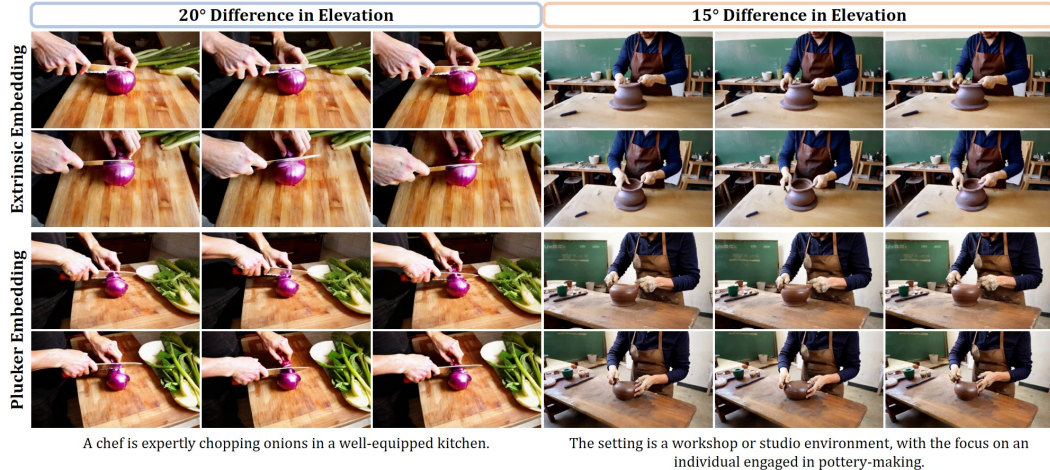 20° Difference in Elevation
15° Difference in Elevation
Extrinsic Embedding
Plucker Embedding
A chef is expertly chopping onions in a well-equipped kitchen.
The setting is a workshop or studio environment, with the focus on an
individual engaged in pottery-making.